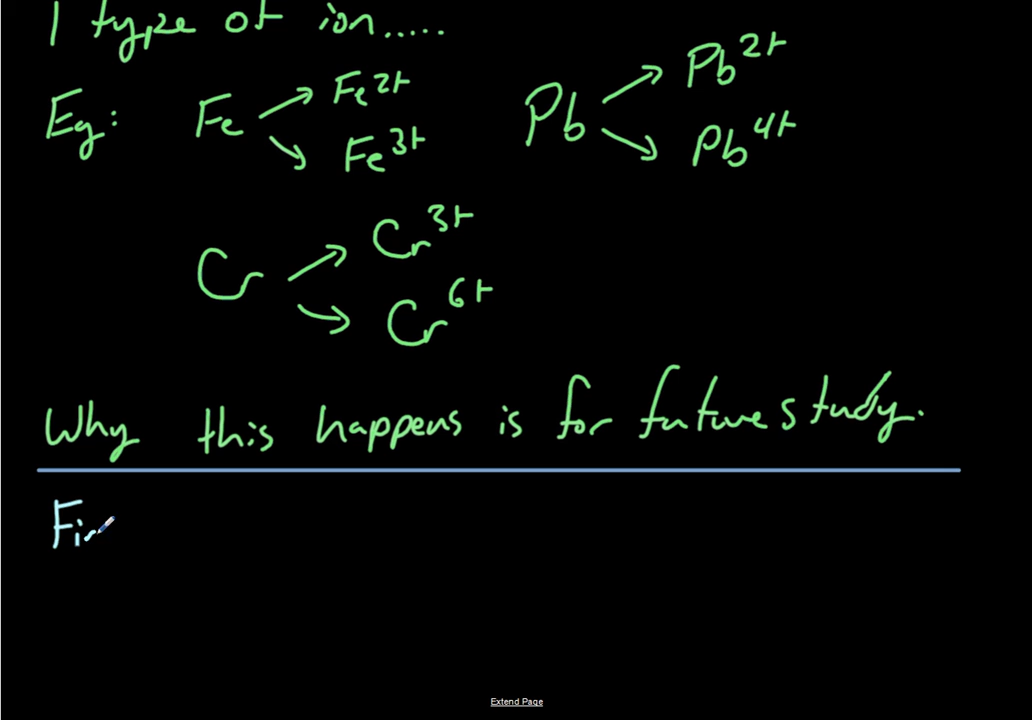 1 type of ion.....
Eg: Fe → Fe²⁺ Pb → Pb²⁺
→ Fe³⁺ → Pb⁴⁺
Cr → Cr³⁺
→ Cr⁶⁺
Why this happens is for future study.
Extend Page